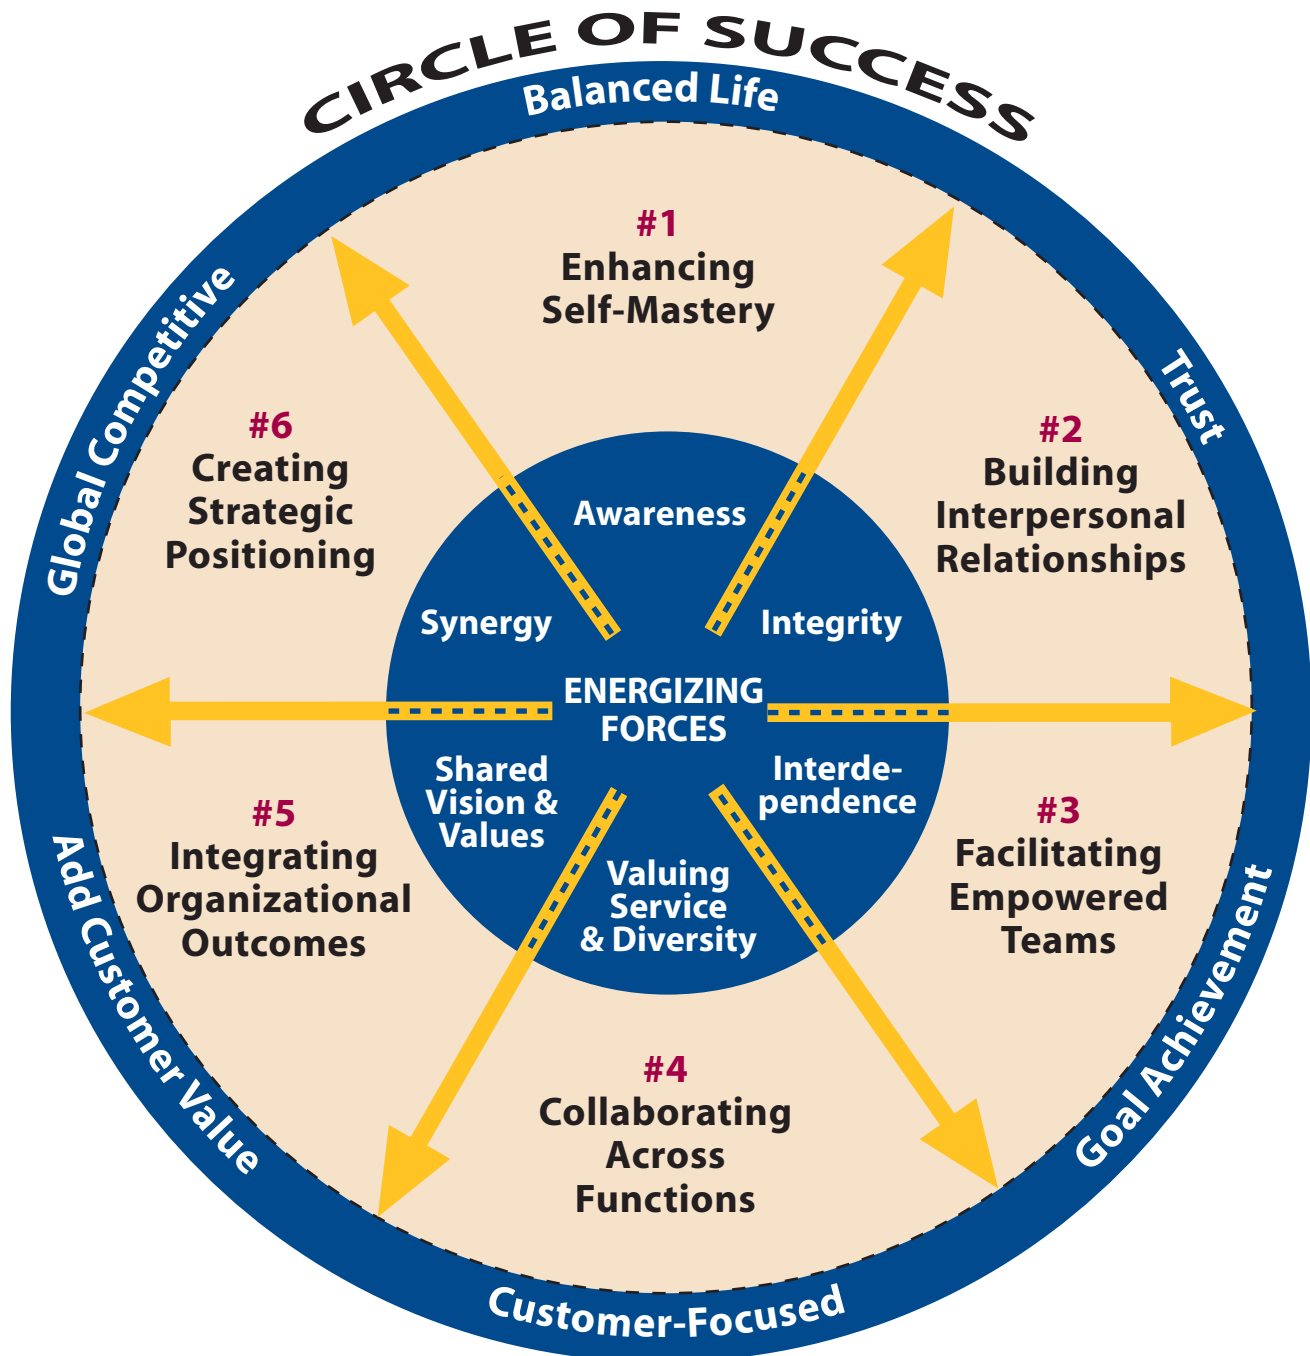 CIRCLE OF SUCCESS
Balanced Life
#1
Enhancing
Self-Mastery
Trust
#2
Building
Interpersonal
Relationships
Goal Achievement
#3
Facilitating
Empowered
Teams
Customer-Focused
#4
Collaborating
Across
Functions
Add Customer Value
#5
Integrating
Organizational
Outcomes
Global Competitive
#6
Creating
Strategic
Positioning
Awareness
Integrity
Interde-
pendence
Valuing
Service
& Diversity
Shared
Vision &
Values
Synergy
ENERGIZING
FORCES